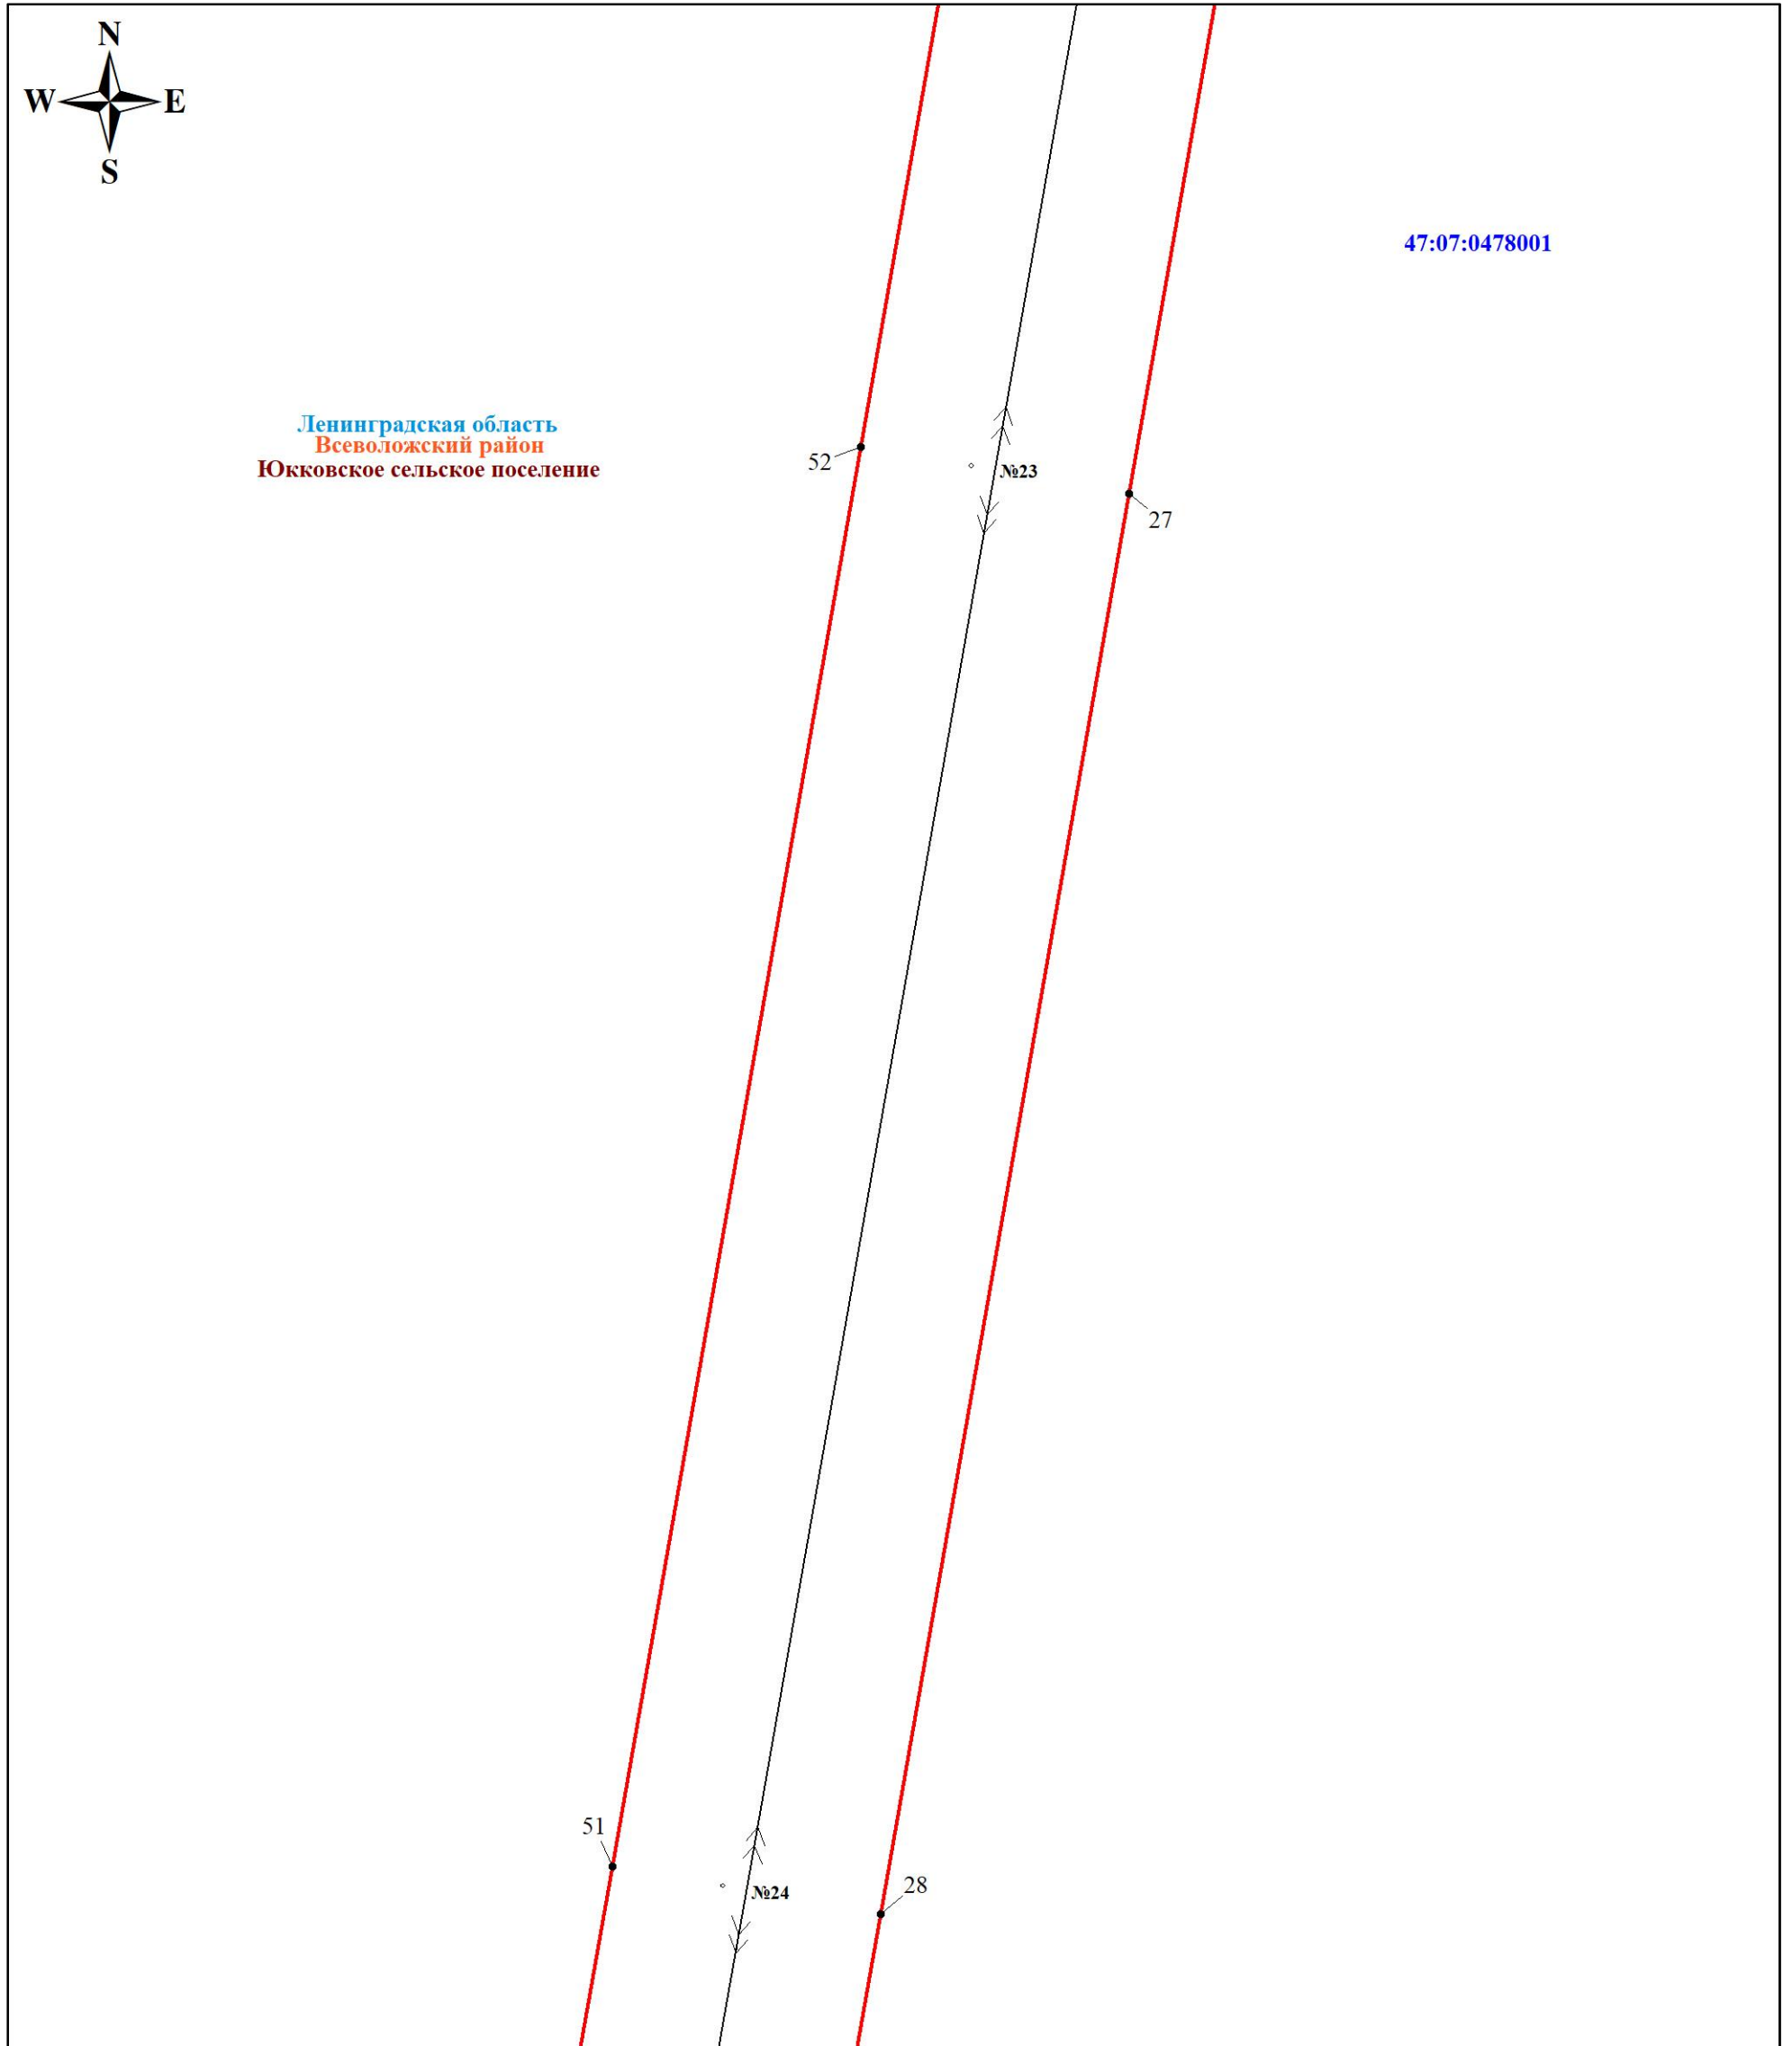 N
W E
S
47:07:0478001
Ленинградская область
Всеволожский район
Юкковское сельское поселение
52
№23
27
51
28
№24